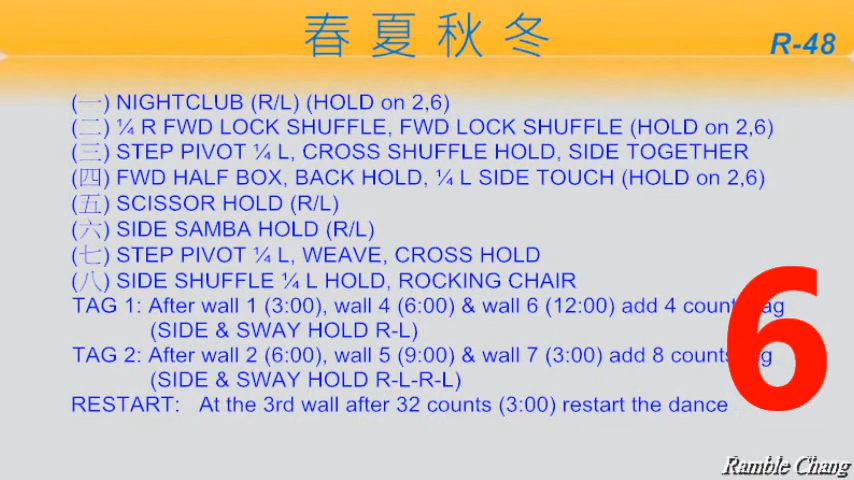 春夏秋冬
R-48
(一) NIGHTCLUB (R/L) (HOLD on 2,6)
(二) ¼ R FWD LOCK SHUFFLE, FWD LOCK SHUFFLE (HOLD on 2,6)
(三) STEP PIVOT ¼ L, CROSS SHUFFLE HOLD, SIDE TOGETHER
(四) FWD HALF BOX, BACK HOLD, ¼ L SIDE TOUCH (HOLD on 2,6)
(五) SCISSOR HOLD (R/L)
(六) SIDE SAMBA HOLD (R/L)
(七) STEP PIVOT ¼ L, WEAVE, CROSS HOLD
(八) SIDE SHUFFLE ¼ L HOLD, ROCKING CHAIR
TAG 1: After wall 1 (3:00), wall 4 (6:00) & wall 6 (12:00) add 4 count
(SIDE & SWAY HOLD R-L)
TAG 2: After wall 2 (6:00), wall 5 (9:00) & wall 7 (3:00) add 8 counts
(SIDE & SWAY HOLD R-L-R-L)
RESTART: At the 3rd wall after 32 counts (3:00) restart the dance
6
Ramble Chang